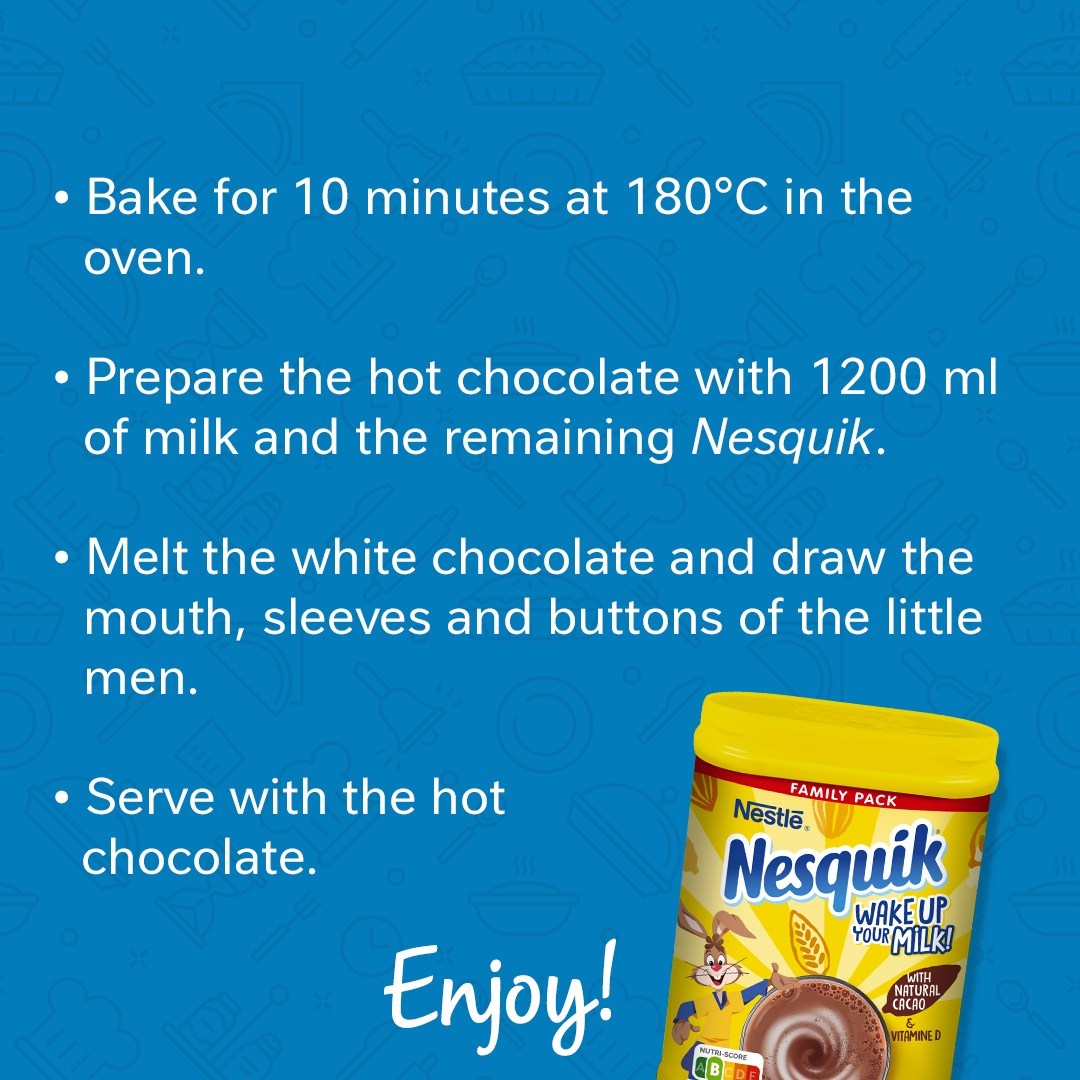 • Bake for 10 minutes at 180°C in the
oven.
• Prepare the hot chocolate with 1200 ml
of milk and the remaining Nesquik.
• Melt the white chocolate and draw the
mouth, sleeves and buttons of the little
men.
• Serve with the hot
chocolate.
Enjoy!
FAMILY PACK
Nestlé®
Nesquik®
WAKE UP
YOUR MiLK!
WITH
NATURAL
CACAO
&
VITAMINE D
NUTRI-SCORE
A B C D E